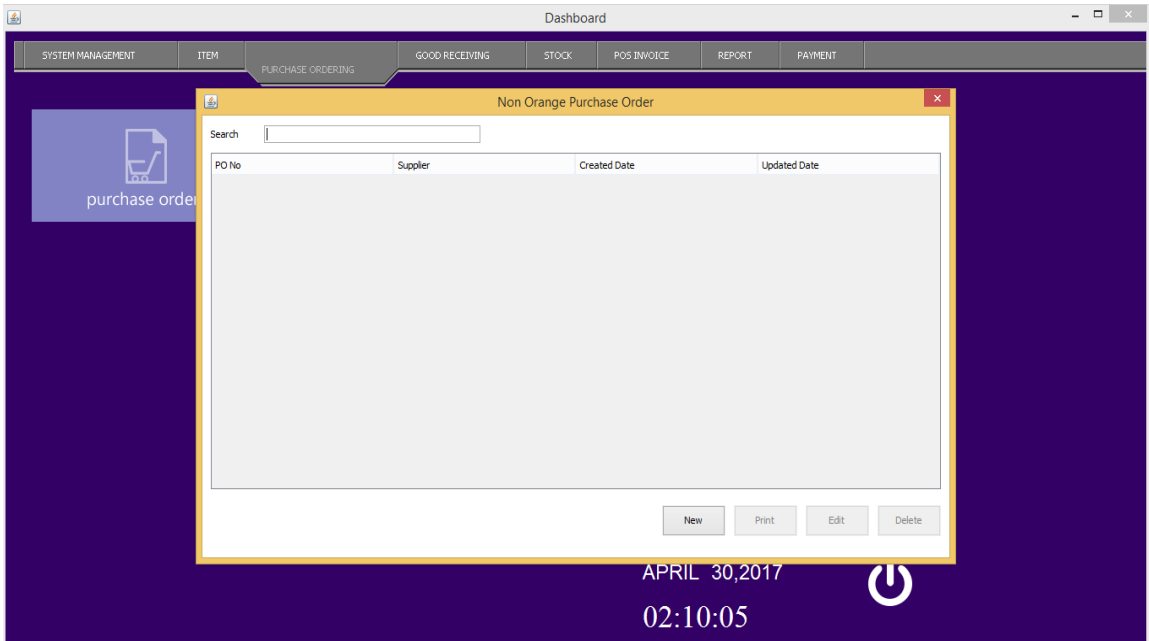 Dashboard
SYSTEM MANAGEMENT ITEM PURCHASE ORDERING GOOD RECEIVING STOCK POS INVOICE REPORT PAYMENT
purchase order
Non Orange Purchase Order
Search
PO No Supplier Created Date Updated Date
New Print Edit Delete
APRIL 30,2017
02:10:05